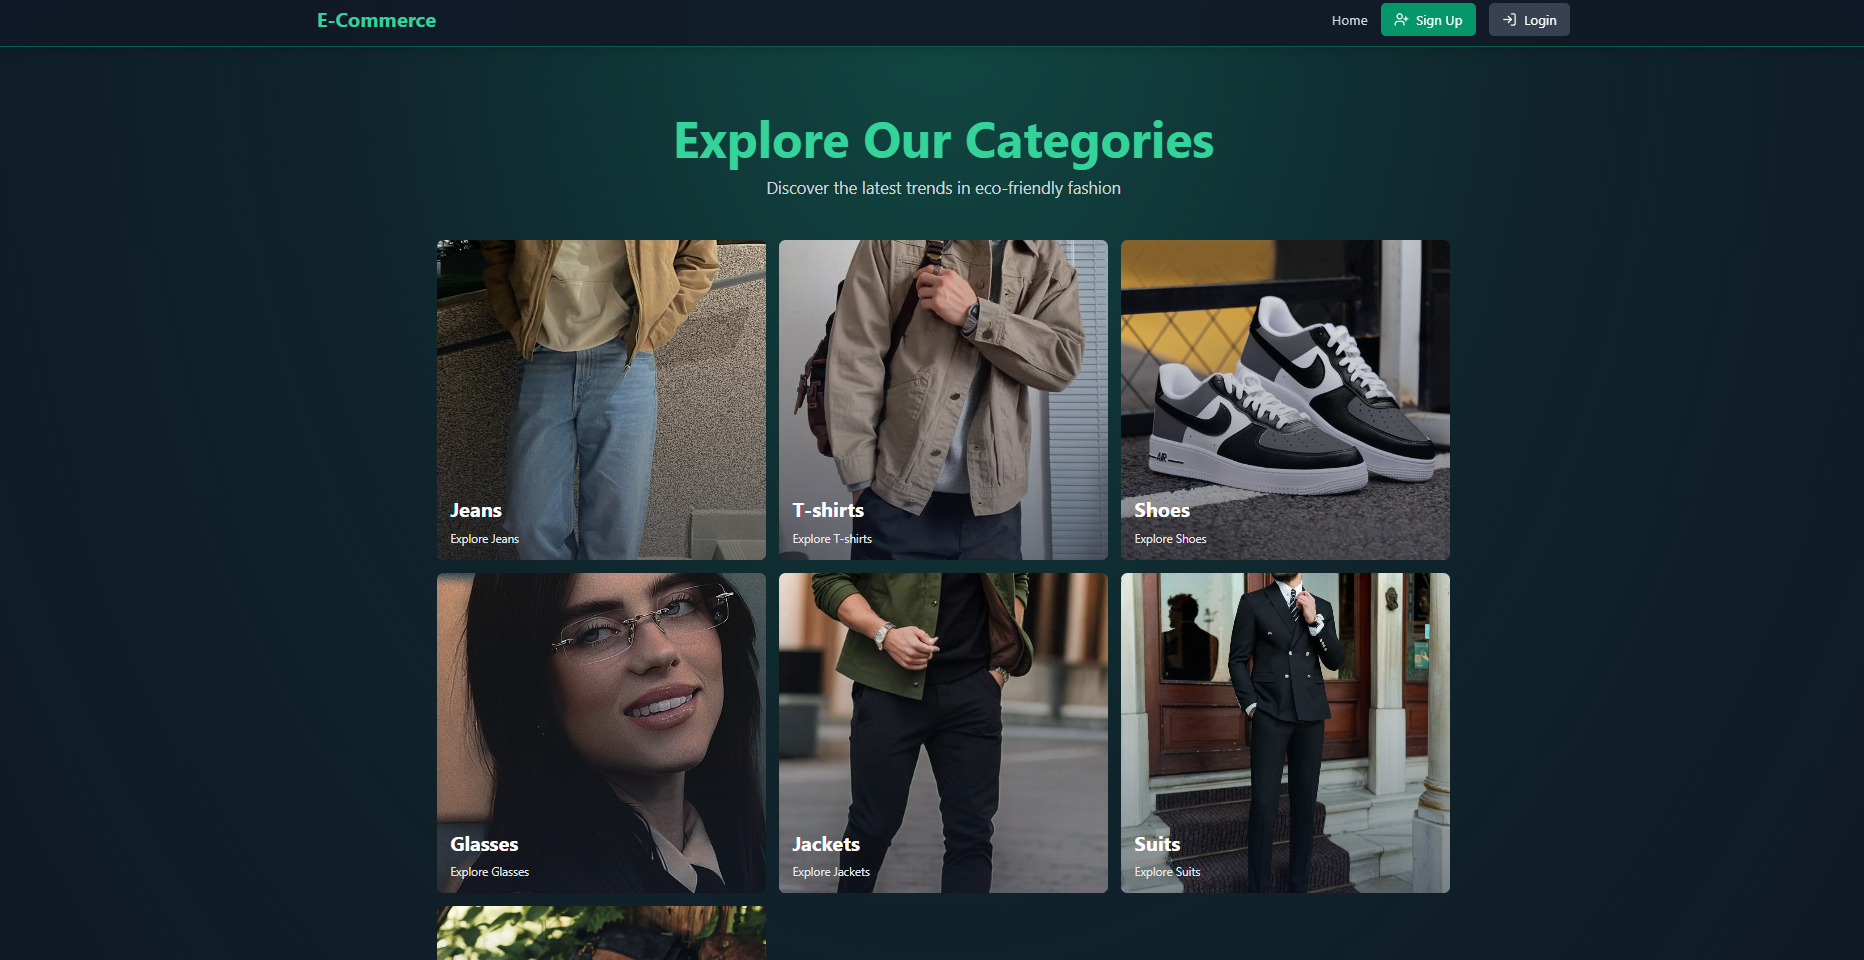 E-Commerce
Home
Sign Up
Login
Explore Our Categories
Discover the latest trends in eco-friendly fashion
Jeans
Explore Jeans
T-shirts
Explore T-shirts
AIR
Shoes
Explore Shoes
Glasses
Explore Glasses
Jackets
Explore Jackets
Suits
Explore Suits